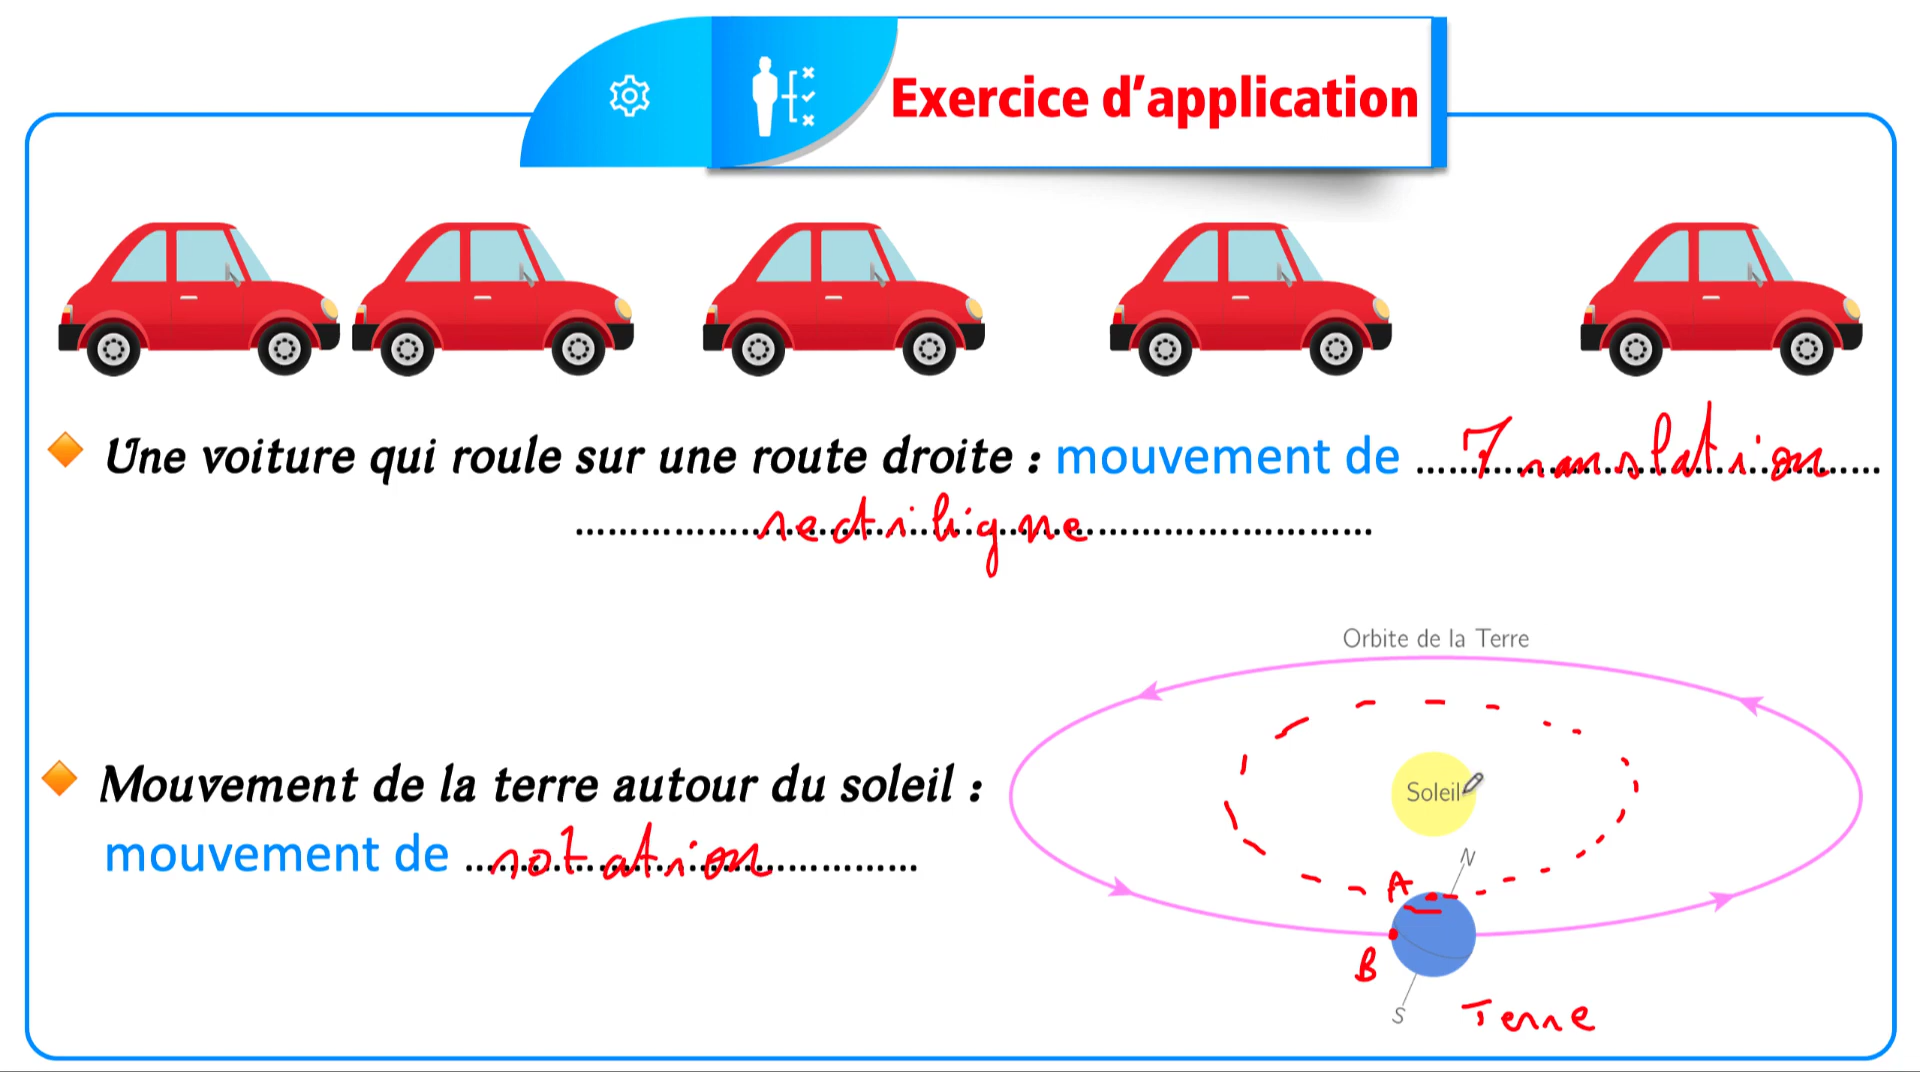 Exercice d'application
Une voiture qui roule sur une route droite : mouvement de ...Translation...
...rectiligne...
Orbite de la Terre
Soleil
Mouvement de la terre autour du soleil :
mouvement de ...rotation...
N
A
B
S
Terre